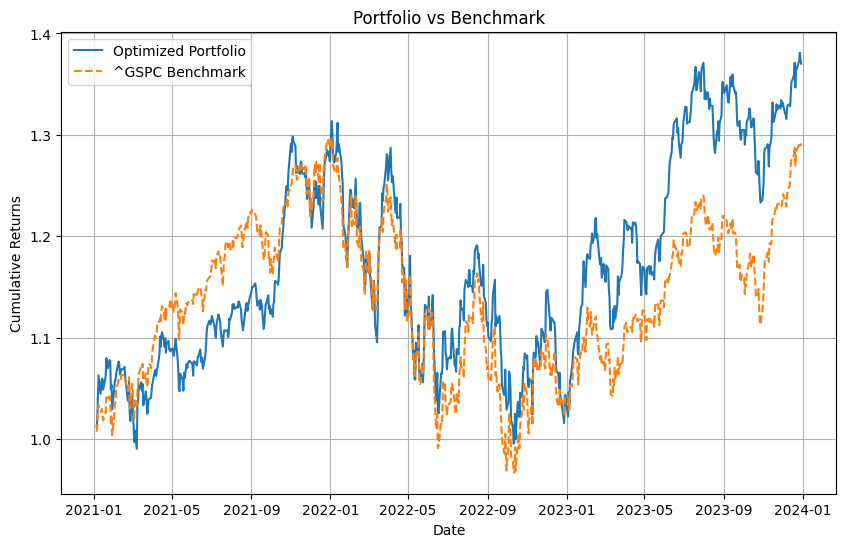 Portfolio vs Benchmark
Optimized Portfolio
^GSPC Benchmark
Cumulative Returns
1.4
1.3
1.2
1.1
1.0
2021-01 2021-05 2021-09 2022-01 2022-05 2022-09 2023-01 2023-05 2023-09 2024-01
Date